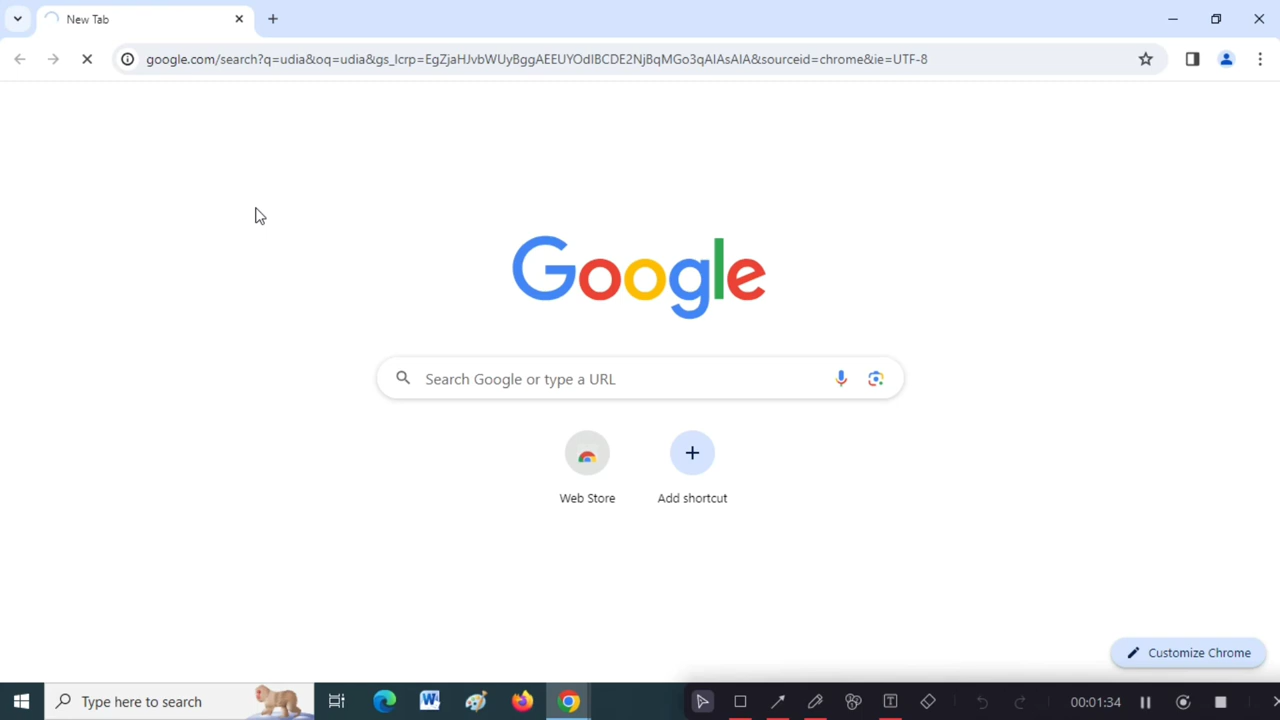 New Tab
google.com/search?q=udia&oq=udia&gs_lcrp=EgZjaHJvbWUyBggAEEUYOdIBCDE2NjBqMGo3qAIAsAIA&sourceid=chrome&ie=UTF-8
Google
Search Google or type a URL
Web Store
Add shortcut
Customize Chrome
Type here to search
00:01:34